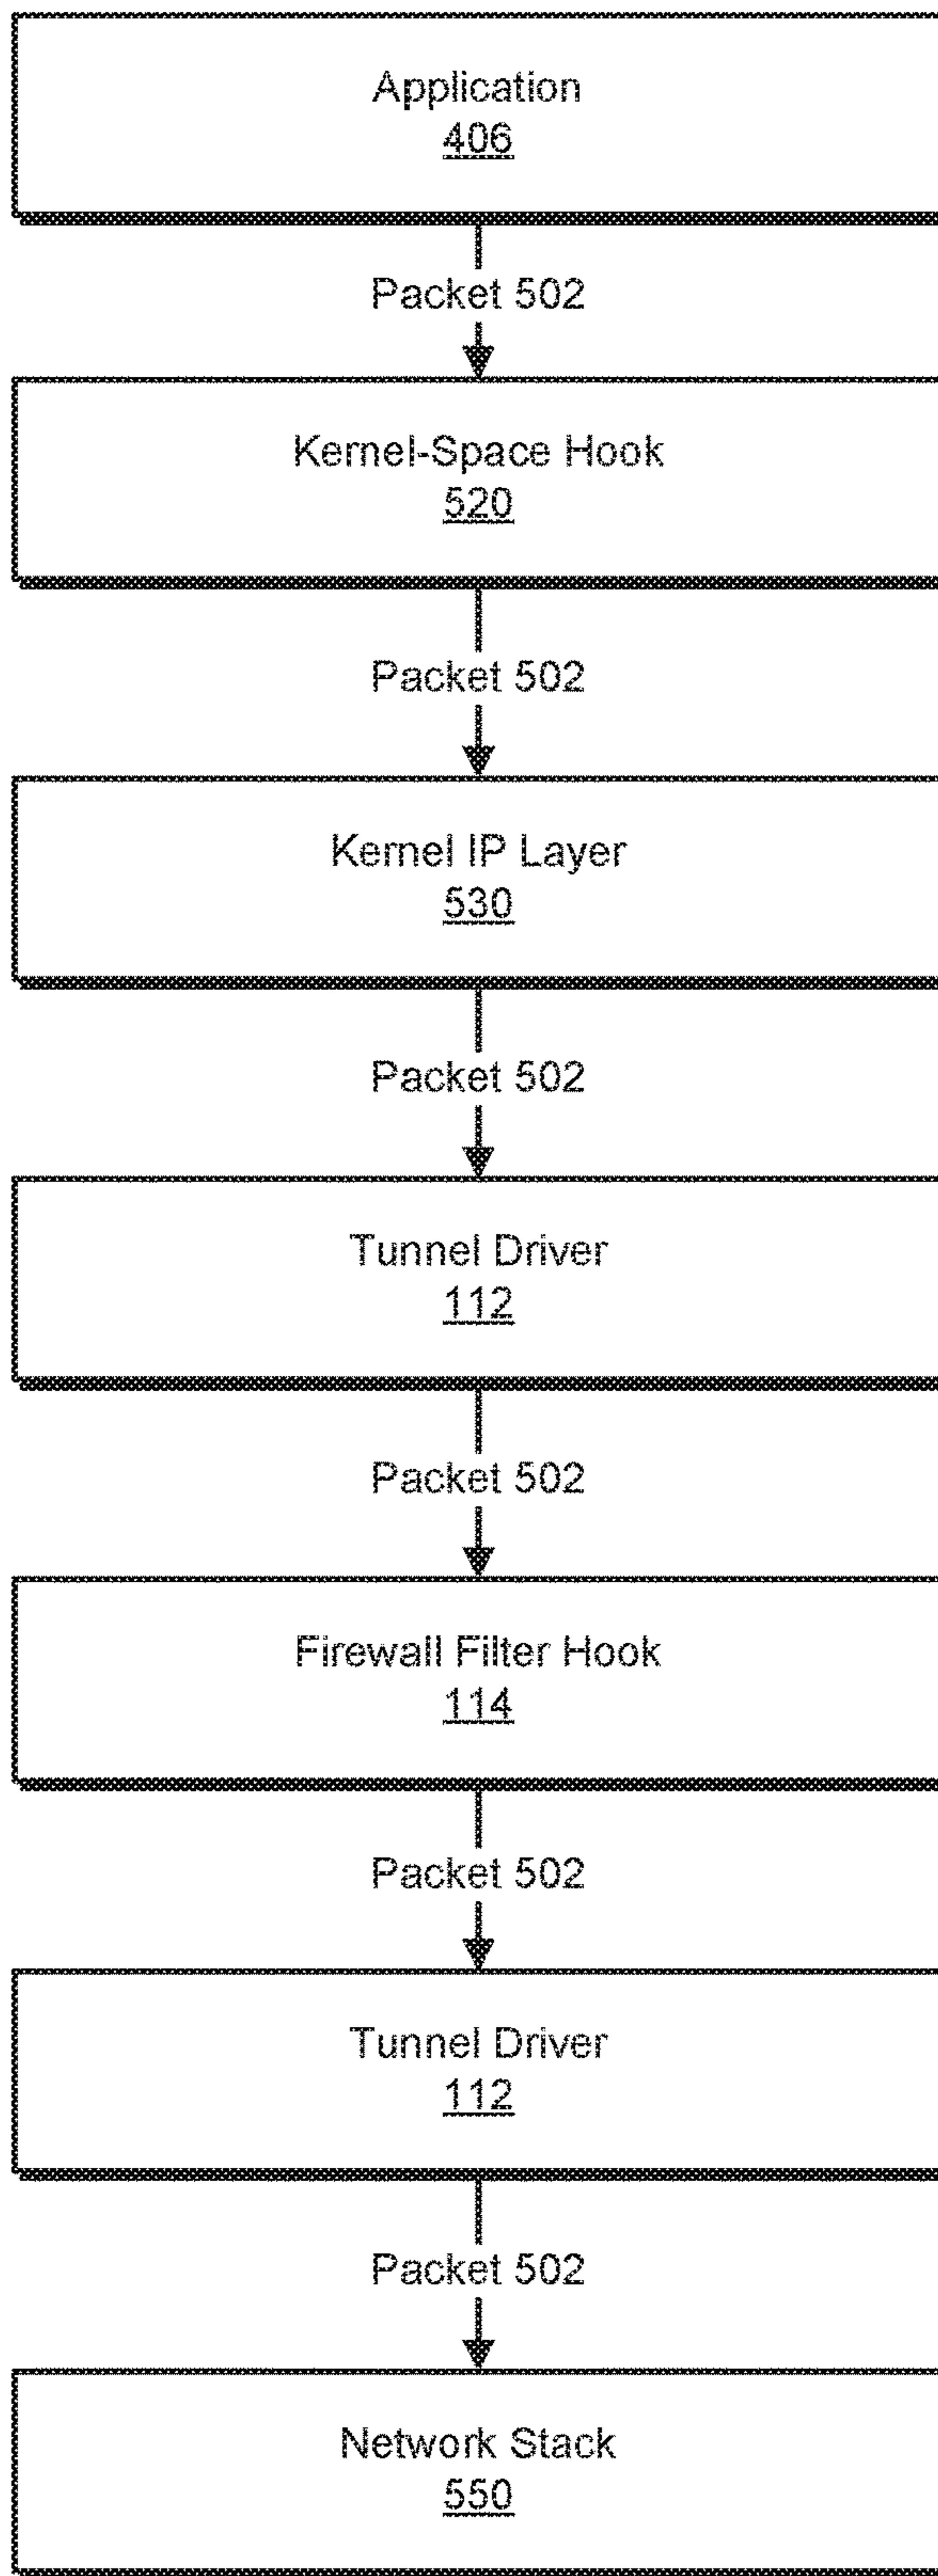 Application
406
Packet 502
Kernel-Space Hook
520
Packet 502
Kernel IP Layer
530
Packet 502
Tunnel Driver
112
Packet 502
Firewall Filter Hook
114
Packet 502
Tunnel Driver
112
Packet 502
Network Stack
550